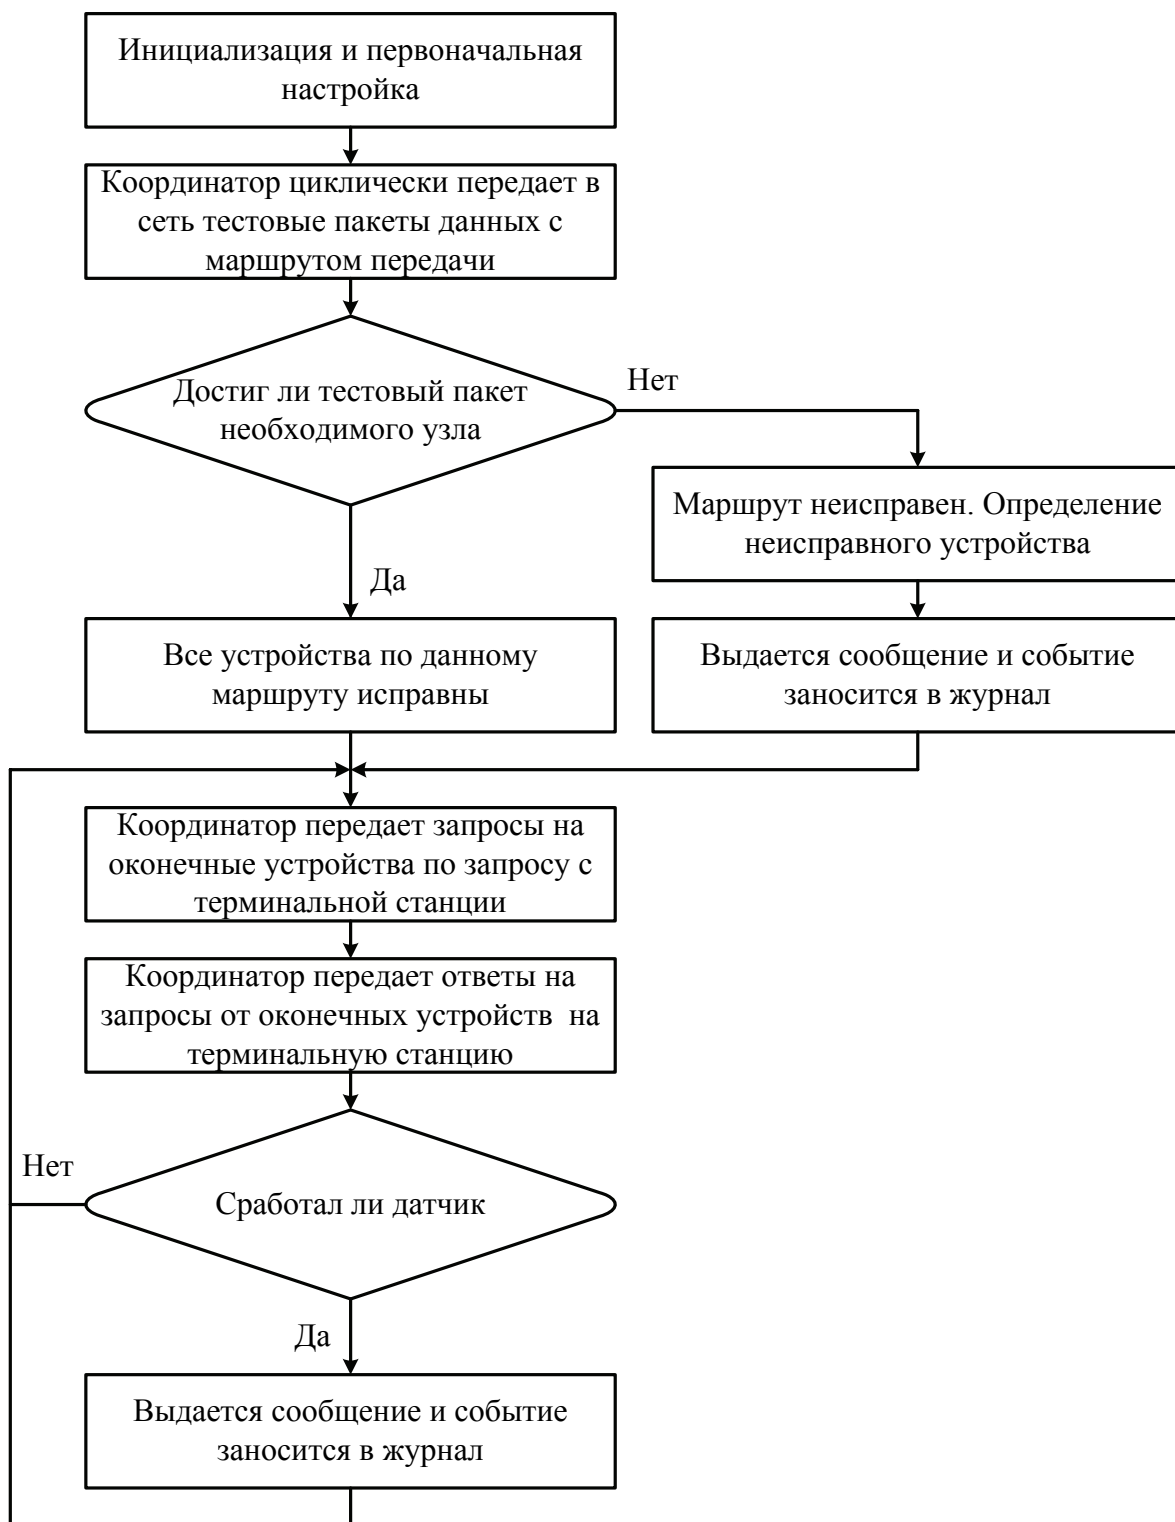 Инициализация и первоначальная
настройка
Координатор циклически передает в
сеть тестовые пакеты данных с
маршрутом передачи
Достиг ли тестовый пакет
необходимого узла
Нет
Маршрут неисправен. Определение
неисправного устройства
Да
Все устройства по данному
маршруту исправны
Выдается сообщение и событие
заносится в журнал
Координатор передает запросы на
оконечные устройства по запросу с
терминальной станции
Координатор передает ответы на
запросы от оконечных устройств  на
терминальную станцию
Нет
Сработал ли датчик
Да
Выдается сообщение и событие
заносится в журнал